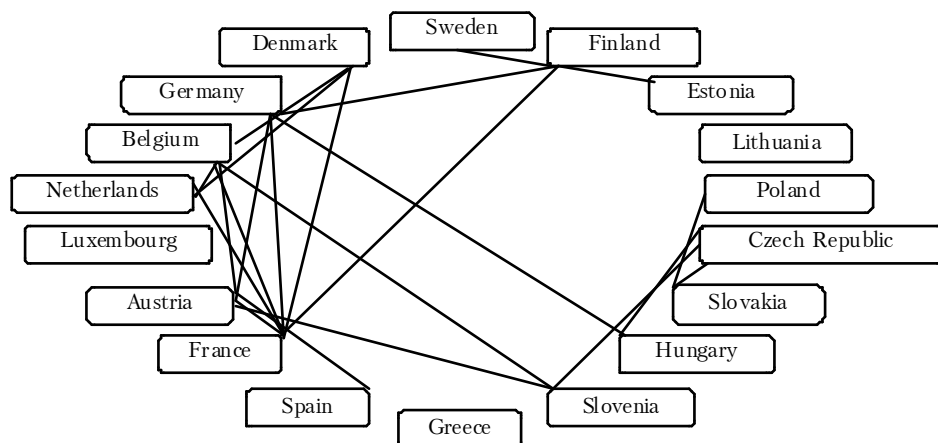 Sweden
Denmark
Finland
Germany
Estonia
Belgium
Lithuania
Netherlands
Poland
Luxembourg
Czech Republic
Austria
Slovakia
France
Hungary
Spain
Slovenia
Greece